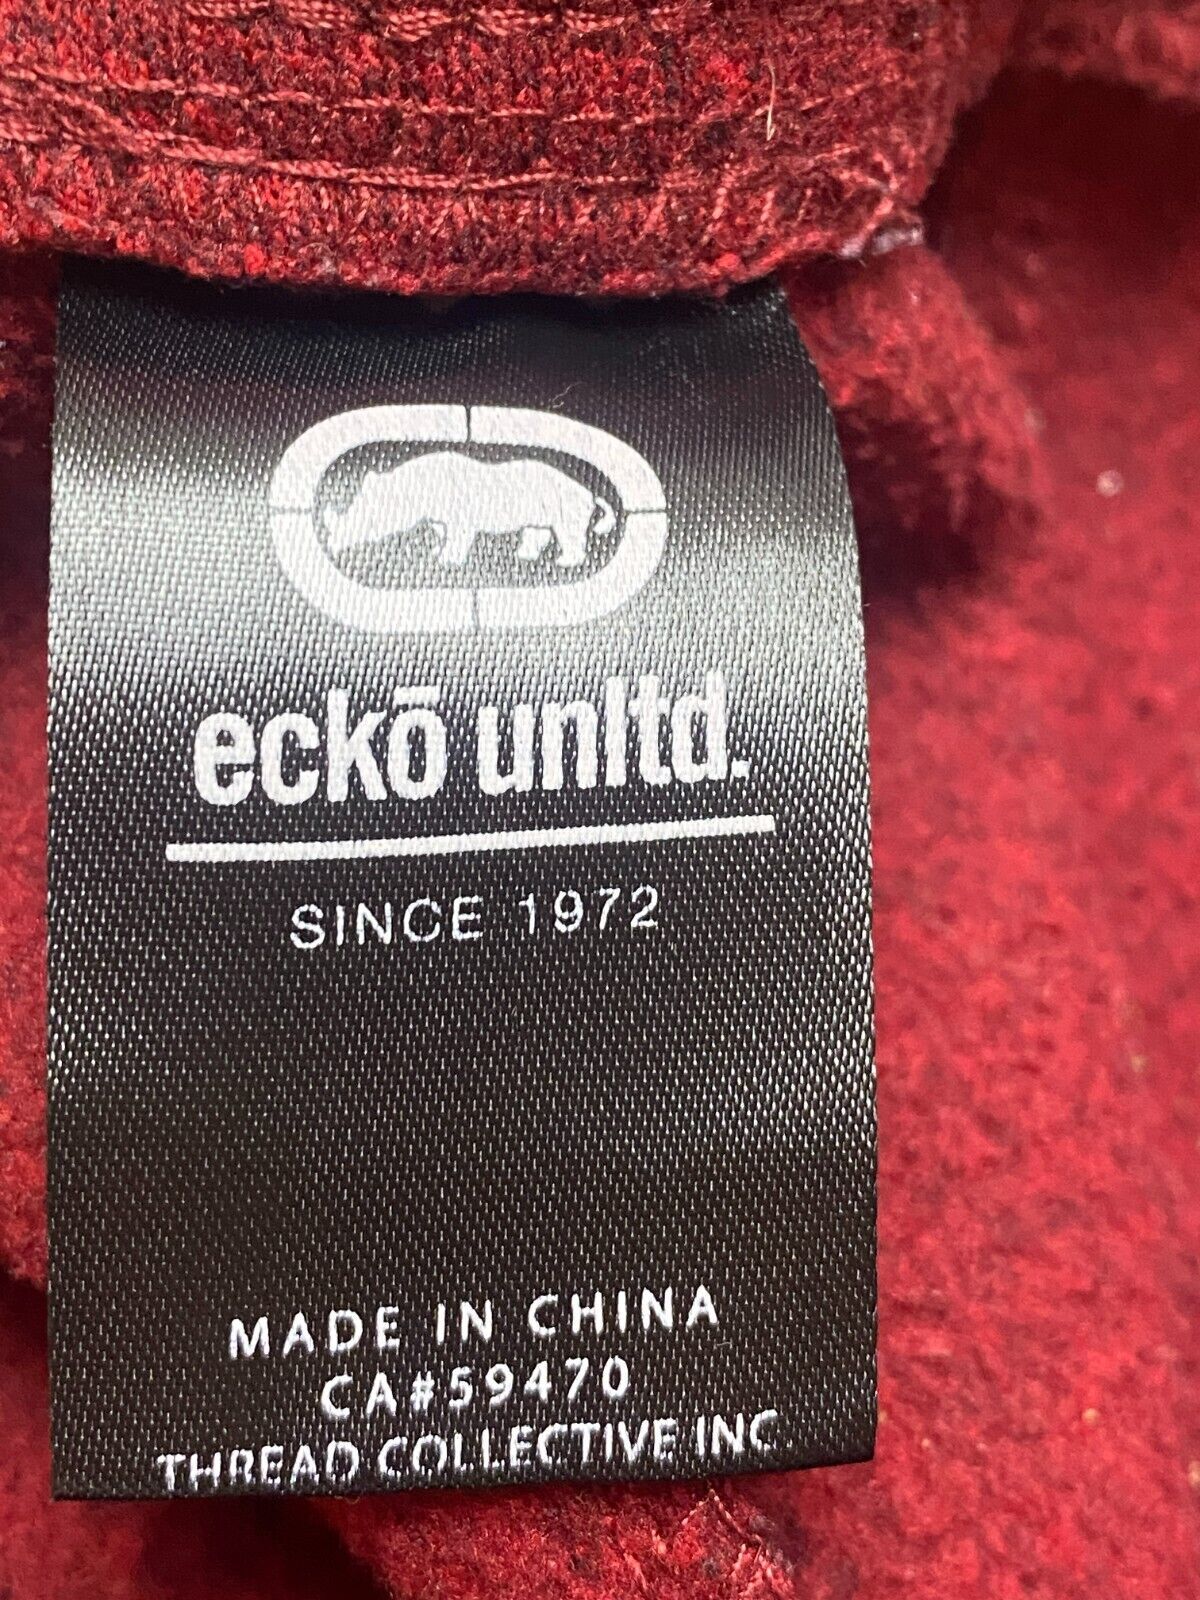 eckō unltd.
SINCE 1972
MADE IN CHINA
CA#59470
THREAD COLLECTIVE INC.